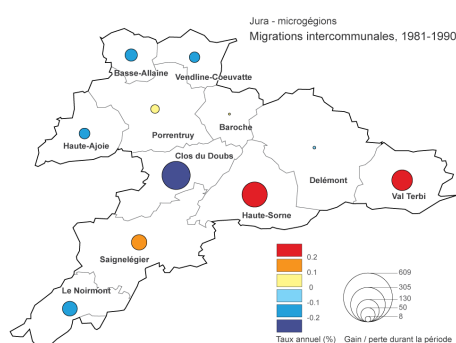 Jura - microgégions
Migrations intercommunales, 1981-1990
Basse-Allaine
Vendline-Coeuvatte
Porrentruy
Baroche
Haute-Ajoie
Clos du Doubs
Delémont
Val Terbi
Haute-Sorne
Saignelégier
Le Noirmont
0.2
0.1
0
-0.1
-0.2
609
305
130
50
8
Taux annuel (%)
Gain / perte durant la période